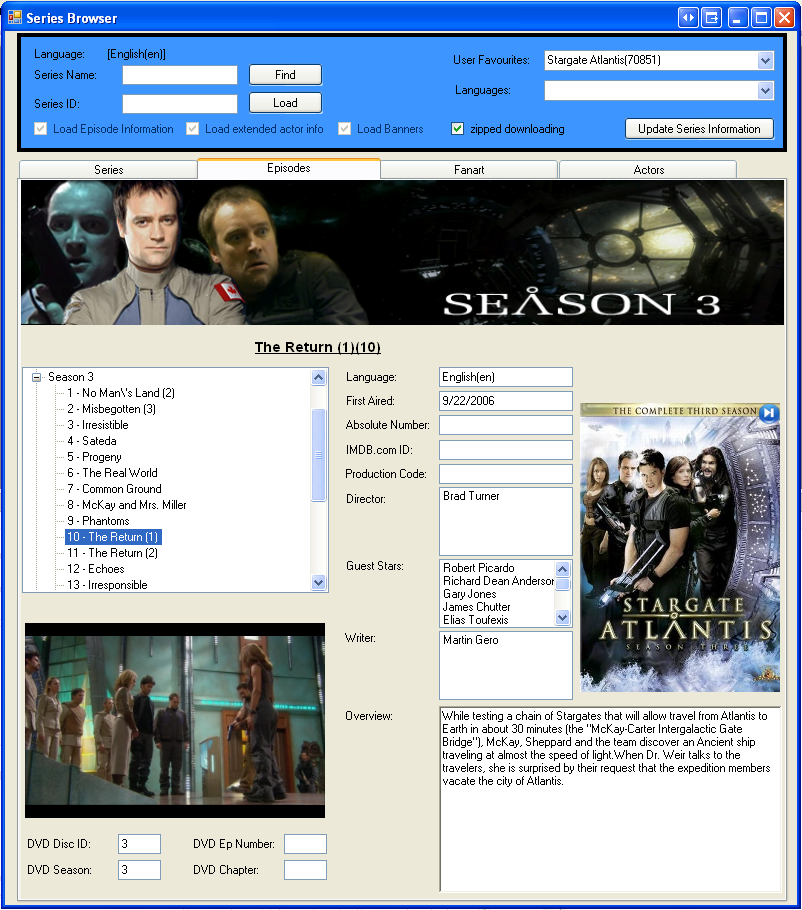 Series Browser
Language: [English(en)]
User Favourites: Stargate Atlantis(70851)
Series Name: Find
Languages:
Series ID: Load
Load Episode Information Load extended actor info Load Banners zipped downloading Update Series Information
Series Episodes Fanart Actors
SEÅSON 3
The Return (1)(10)
Season 3
1 - No Man\'s Land (2)
2 - Misbegotten (3)
3 - Irresistible
4 - Sateda
5 - Progeny
6 - The Real World
7 - Common Ground
8 - McKay and Mrs. Miller
9 - Phantoms
10 - The Return (1)
11 - The Return (2)
12 - Echoes
13 - Irresponsible
Language: English(en)
First Aired: 9/22/2006
Absolute Number:
IMDB.com ID:
Production Code:
Director: Brad Turner
Guest Stars: Robert Picardo
Richard Dean Anderson
Gary Jones
James Chutter
Elias Toufexis
Writer: Martin Gero
Overview: While testing a chain of Stargates that will allow travel from Atlantis to
Earth in about 30 minutes (the "McKay-Carter Intergalactic Gate
Bridge"), McKay, Sheppard and the team discover an Ancient ship
traveling at almost the speed of light.When Dr. Weir talks to the
travelers, she is surprised by their request that the expedition members
vacate the city of Atlantis.
THE COMPLETE THIRD SEASON
STARGATE
ATLANTIS
SEASON THREE
DVD Disc ID: 3 DVD Ep Number:
DVD Season: 3 DVD Chapter: